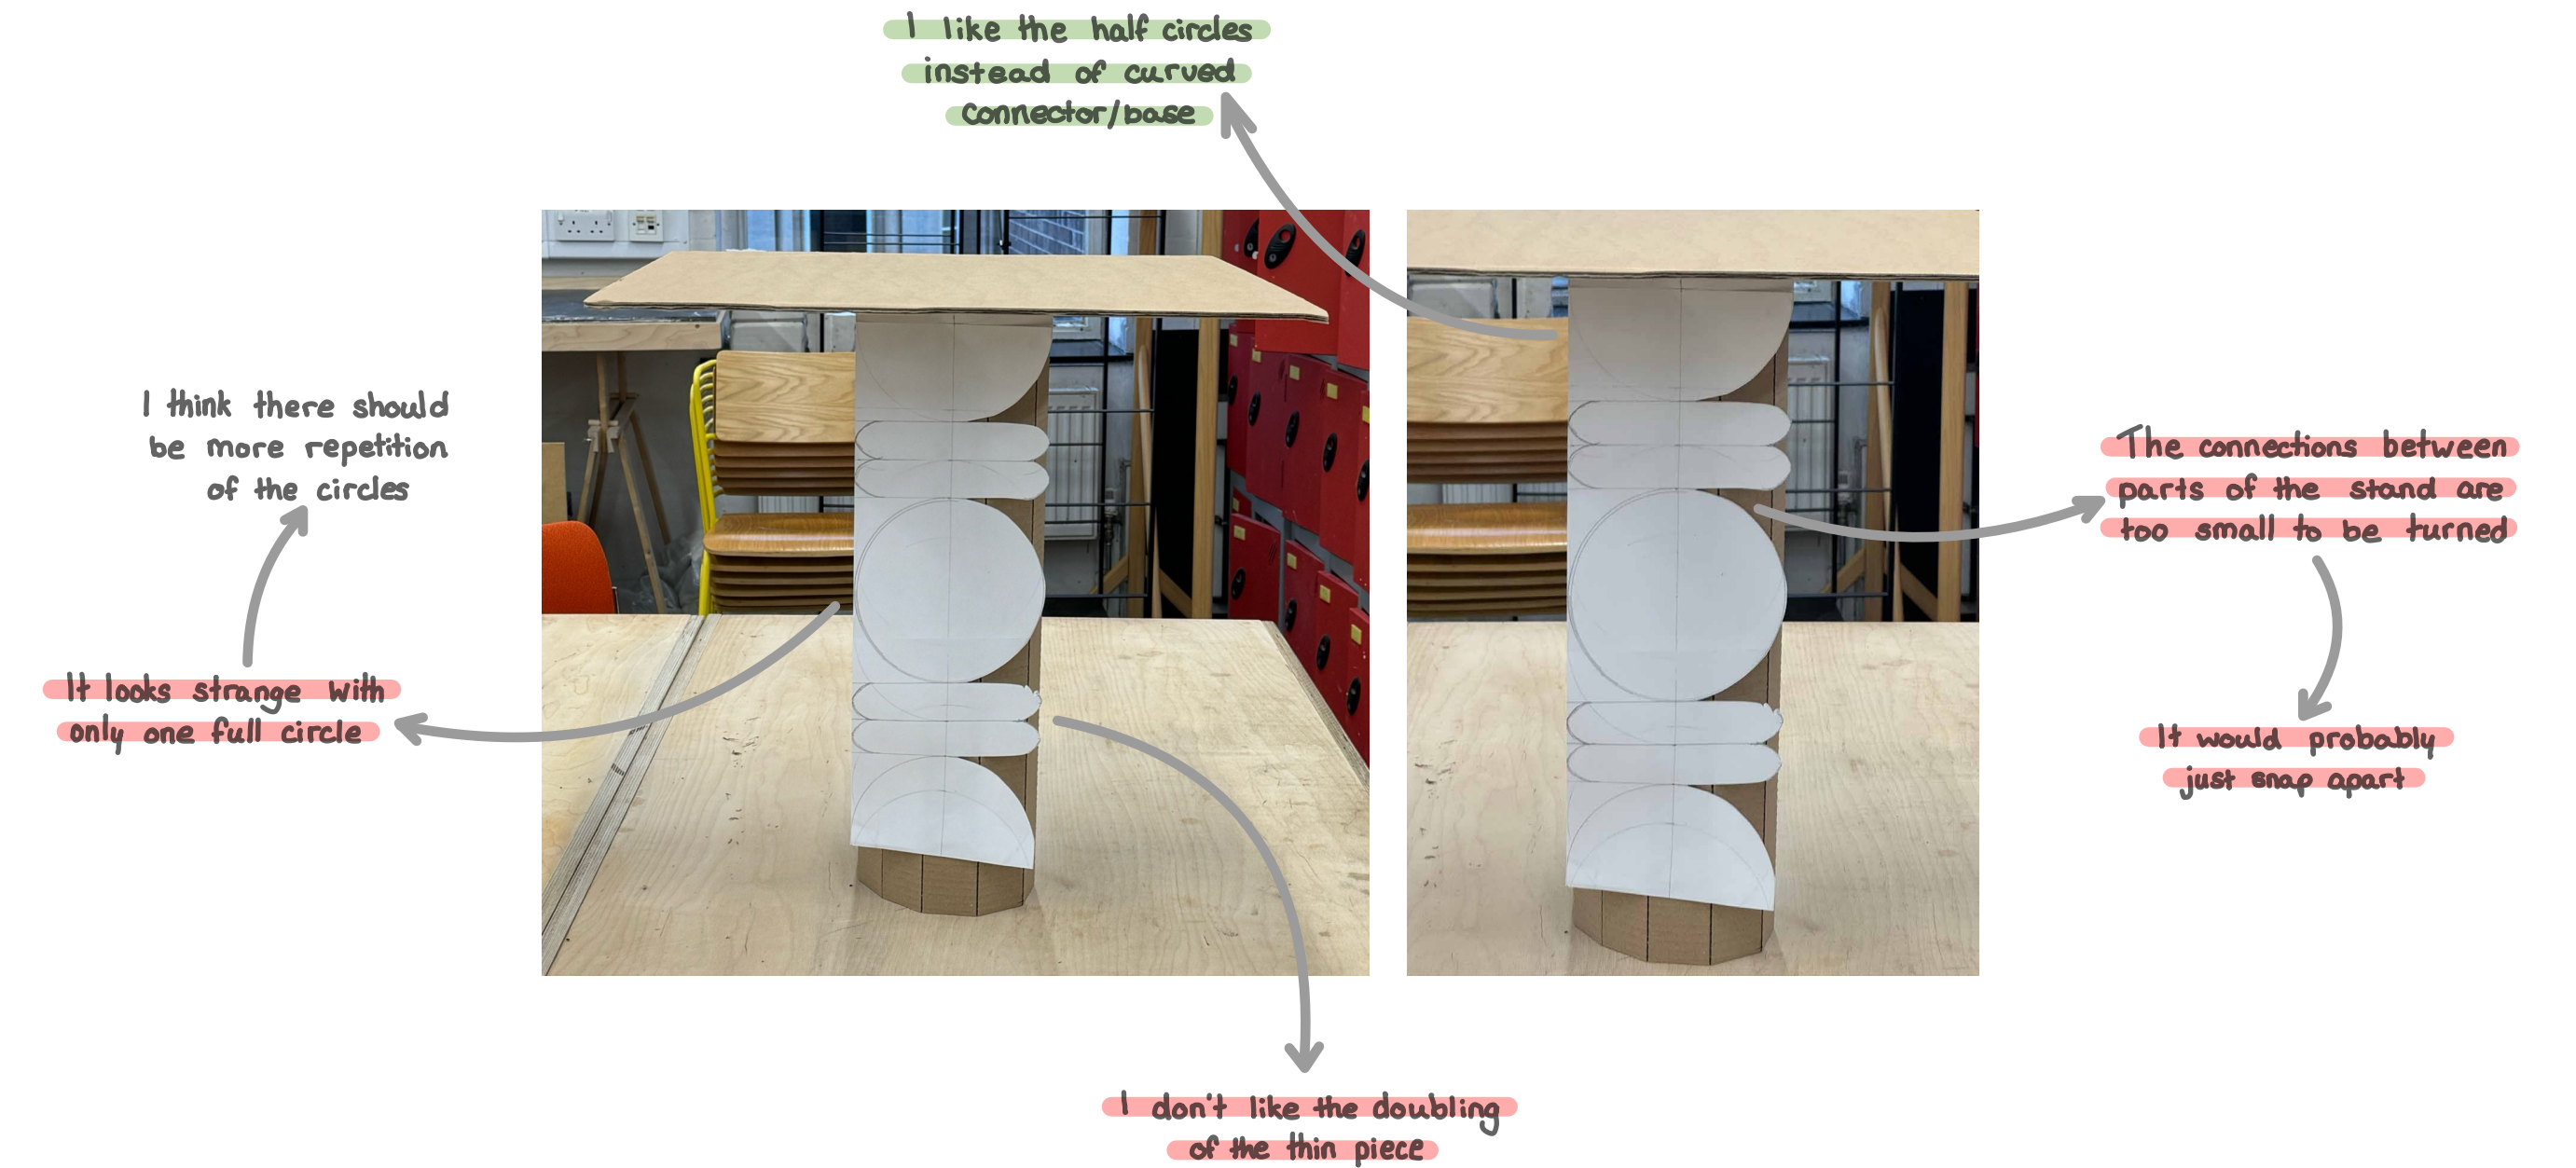 I like the half circles
instead of curved
connector/base
I think there should
be more repetition
of the circles
It looks strange with
only one full circle
The connections between
parts of the stand are
too small to be turned
It would probably
just snap apart
I don't like the doubling
of the thin piece